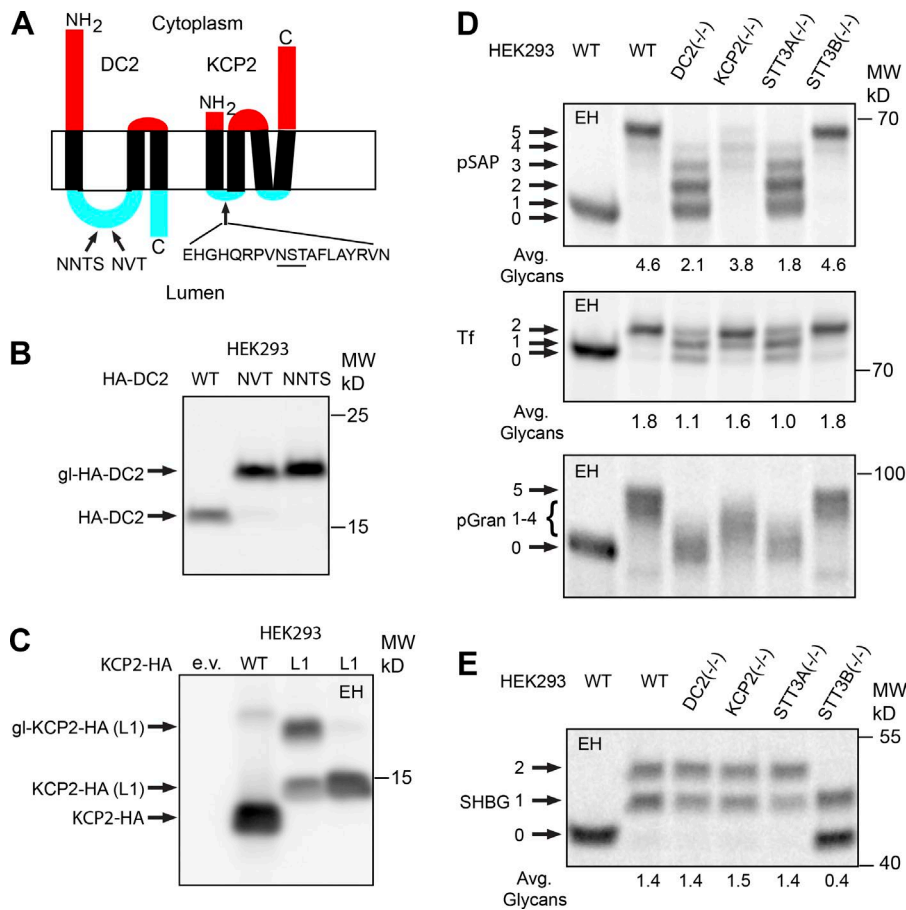 A
NH2
Cytoplasm
C
DC2
KCP2
NH2
C
NNTS NVT
EHGHQRPVNSTAFLAYRVN
Lumen
B
HEK293
MW
kD
HA-DC2
WT NVT NNTS
25
gl-HA-DC2
HA-DC2
15
C
HEK293
MW
kD
KCP2-HA
e.v. WT L1 L1
EH
gl-KCP2-HA (L1)
KCP2-HA (L1)
15
KCP2-HA
D
HEK293 WT WT DC2(-/-) KCP2(-/-) STT3A(-/-) STT3B(-/-)
MW
kD
EH
70
5
4
pSAP 3
2
1
0
Avg.
Glycans
4.6 2.1 3.8 1.8 4.6
EH
Tf
2
1
0
70
Avg.
Glycans
1.8 1.1 1.6 1.0 1.8
EH
100
5
pGran 1-4
0
E
HEK293 WT WT DC2(-/-) KCP2(-/-) STT3A(-/-) STT3B(-/-)
MW
kD
EH
55
2
SHBG 1
0
40
Avg.
Glycans
1.4 1.4 1.5 1.4 0.4